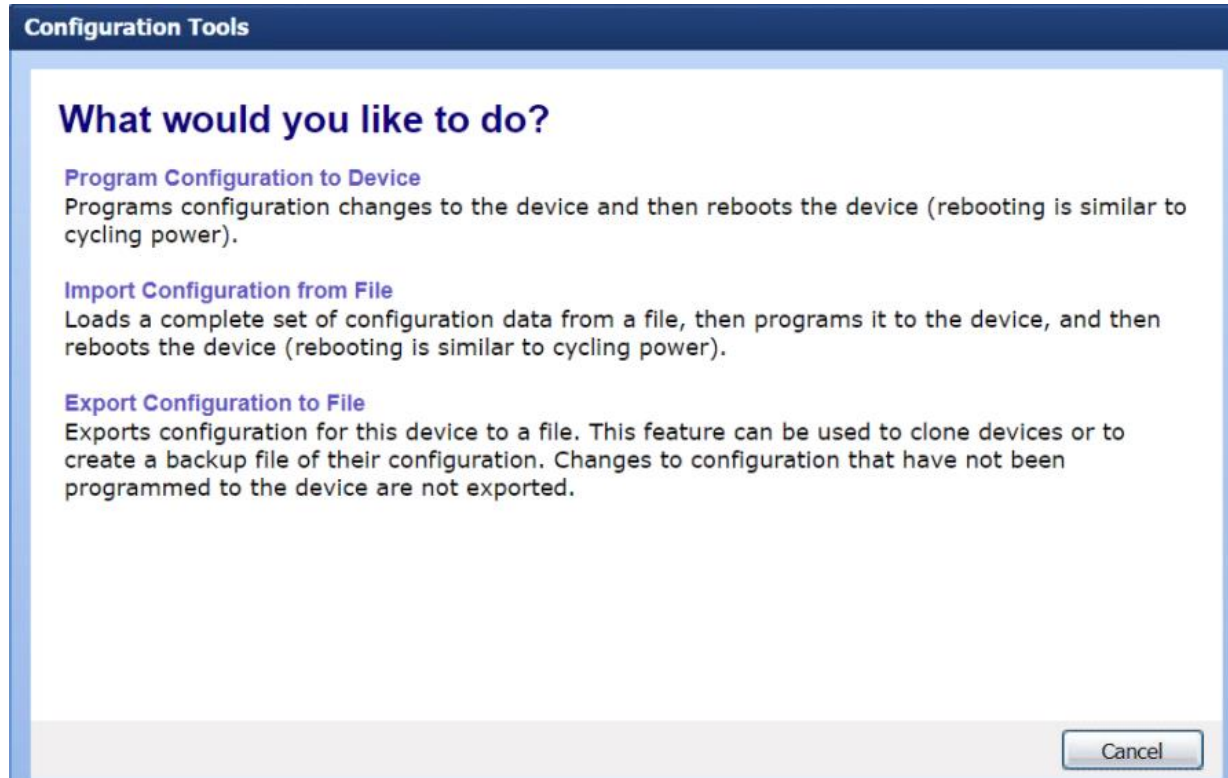 Configuration Tools
What would you like to do?
Program Configuration to Device
Programs configuration changes to the device and then reboots the device (rebooting is similar to
cycling power).
Import Configuration from File
Loads a complete set of configuration data from a file, then programs it to the device, and then
reboots the device (rebooting is similar to cycling power).
Export Configuration to File
Exports configuration for this device to a file. This feature can be used to clone devices or to
create a backup file of their configuration. Changes to configuration that have not been
programmed to the device are not exported.
Cancel